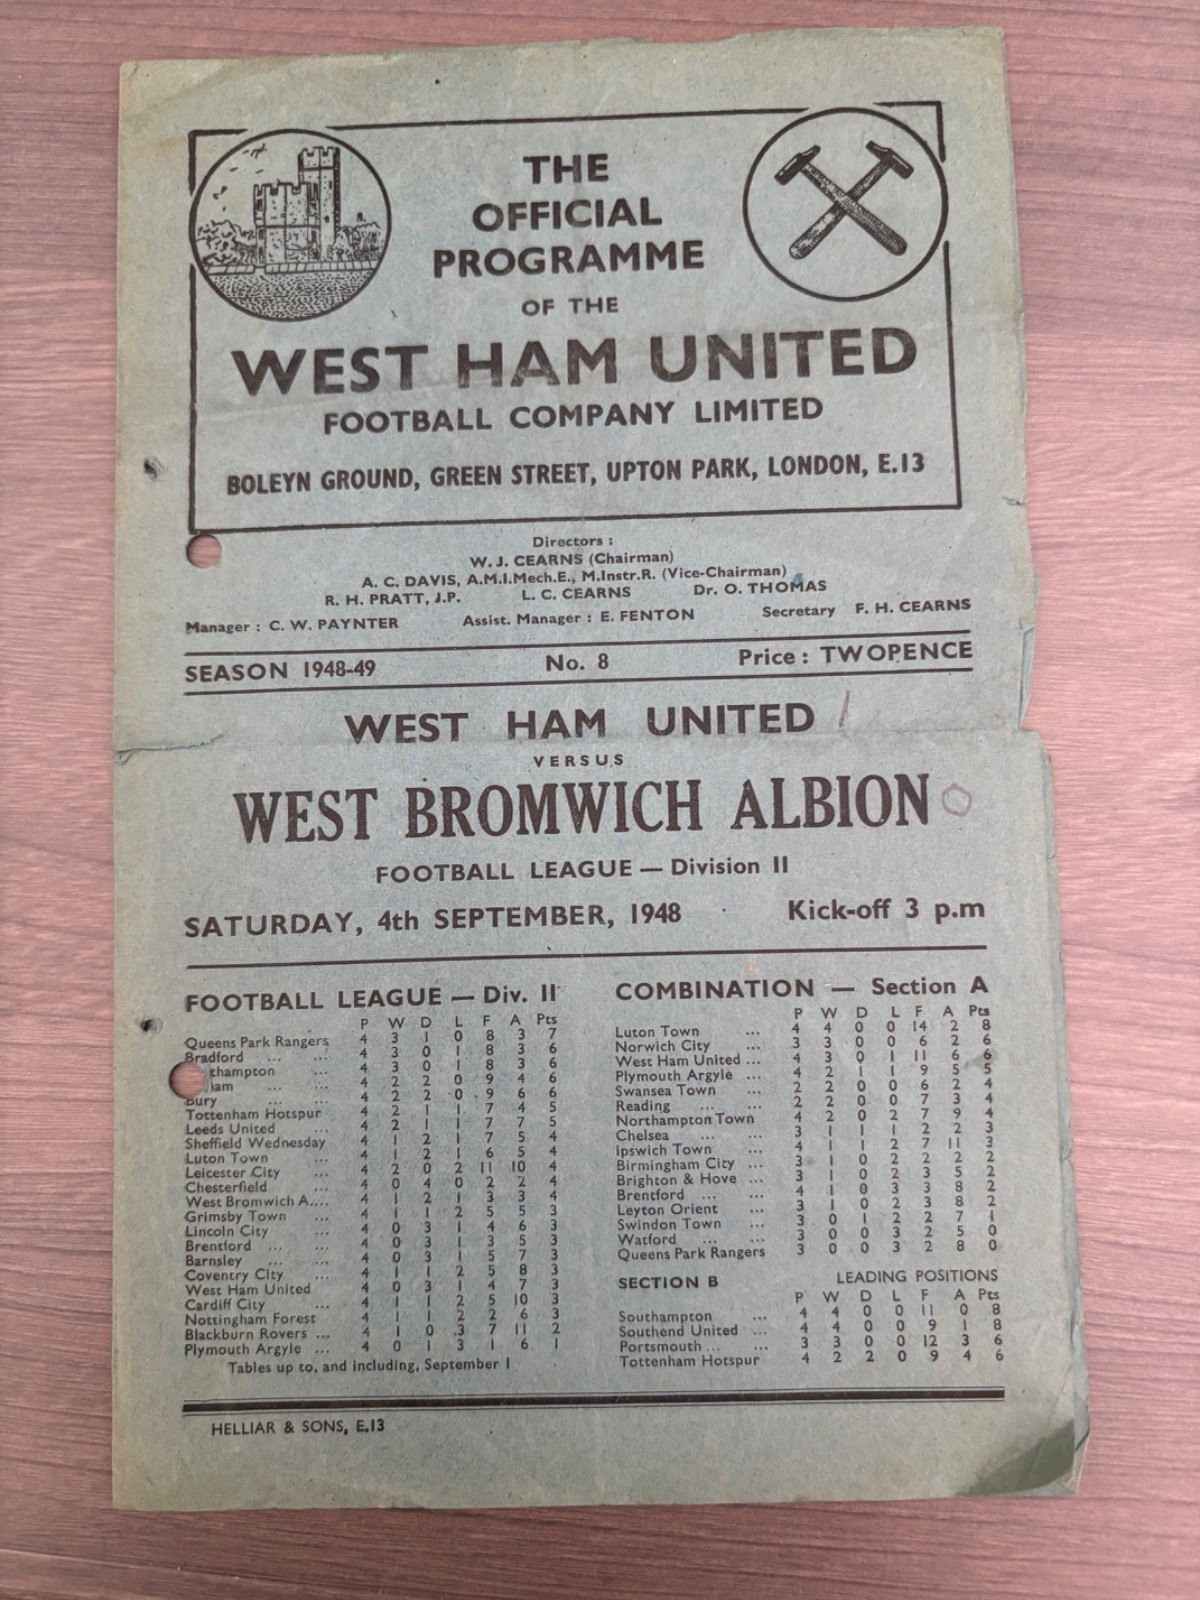 THE
OFFICIAL
PROGRAMME
OF THE
WEST HAM UNITED
FOOTBALL COMPANY LIMITED
BOLEYN GROUND, GREEN STREET, UPTON PARK, LONDON, E.13
Directors :
W. J. CEARNS (Chairman)
A. C. DAVIS, A.M.I.Mech.E., M.Instr.R. (Vice-Chairman)
R. H. PRATT, J.P. L. C. CEARNS Dr. O. THOMAS
Manager : C. W. PAYNTER Assist. Manager : E. FENTON Secretary F. H. CEARNS
SEASON 1948-49 No. 8 Price : TWOPENCE
WEST HAM UNITED
VERSUS
WEST BROMWICH ALBION
FOOTBALL LEAGUE — Division II
SATURDAY, 4th SEPTEMBER, 1948 Kick-off 3 p.m
FOOTBALL LEAGUE — Div. II
P W D L F A Pts
Queens Park Rangers 4 3 1 0 8 3 7
Bradford ... ... 4 3 0 1 8 3 6
thampton ... 4 3 0 1 8 3 6
am ... ... 4 2 2 0 9 4 6
Bury ... ... 4 2 2 0 9 6 6
Tottenham Hotspur 4 2 1 1 7 4 5
Leeds United ... 4 2 1 1 7 7 5
Sheffield Wednesday 4 1 2 1 7 5 4
Luton Town ... 4 1 2 1 6 5 4
Leicester City ... 4 2 0 2 11 10 4
Chesterfield ... 4 0 4 0 2 2 4
West Bromwich A.... 4 1 2 1 3 3 4
Grimsby Town ... 4 1 1 2 5 5 3
Lincoln City ... 4 0 3 1 4 6 3
Brentford ... ... 4 0 3 1 3 5 3
Barnsley ... ... 4 0 3 1 5 7 3
Coventry City ... 4 1 1 2 5 8 3
West Ham United 4 0 3 1 4 7 3
Cardiff City ... 4 1 1 2 5 10 3
Nottingham Forest 4 1 1 2 2 6 3
Blackburn Rovers ... 4 1 0 3 7 11 2
Plymouth Argyle ... 4 0 1 3 1 6 1
Tables up to, and including, September 1
COMBINATION — Section A
P W D L F A Pts
Luton Town ... 4 4 0 0 14 2 8
Norwich City ... 3 3 0 0 6 2 6
West Ham United ... 4 3 0 1 11 6 6
Plymouth Argyle ... 4 2 1 1 9 5 5
Swansea Town ... 2 2 0 0 6 2 4
Reading ... ... 2 2 0 0 7 3 4
Northampton Town 4 2 0 2 7 9 4
Chelsea ... ... 3 1 1 1 2 2 3
Ipswich Town ... 4 1 1 2 7 11 3
Birmingham City ... 3 1 0 2 2 2 2
Brighton & Hove ... 3 1 0 2 3 5 2
Brentford ... ... 4 1 0 3 3 8 2
Leyton Orient ... 3 1 0 2 3 8 2
Swindon Town ... 3 0 1 2 2 7 1
Watford ... ... 3 0 0 3 2 5 0
Queens Park Rangers 3 0 0 3 2 8 0
SECTION B LEADING POSITIONS
P W D L F A Pts
Southampton ... 4 4 0 0 11 0 8
Southend United ... 4 4 0 0 9 1 8
Portsmouth ... ... 3 3 0 0 12 3 6
Tottenham Hotspur 4 2 2 0 9 4 6
HELLIAR & SONS, E.13